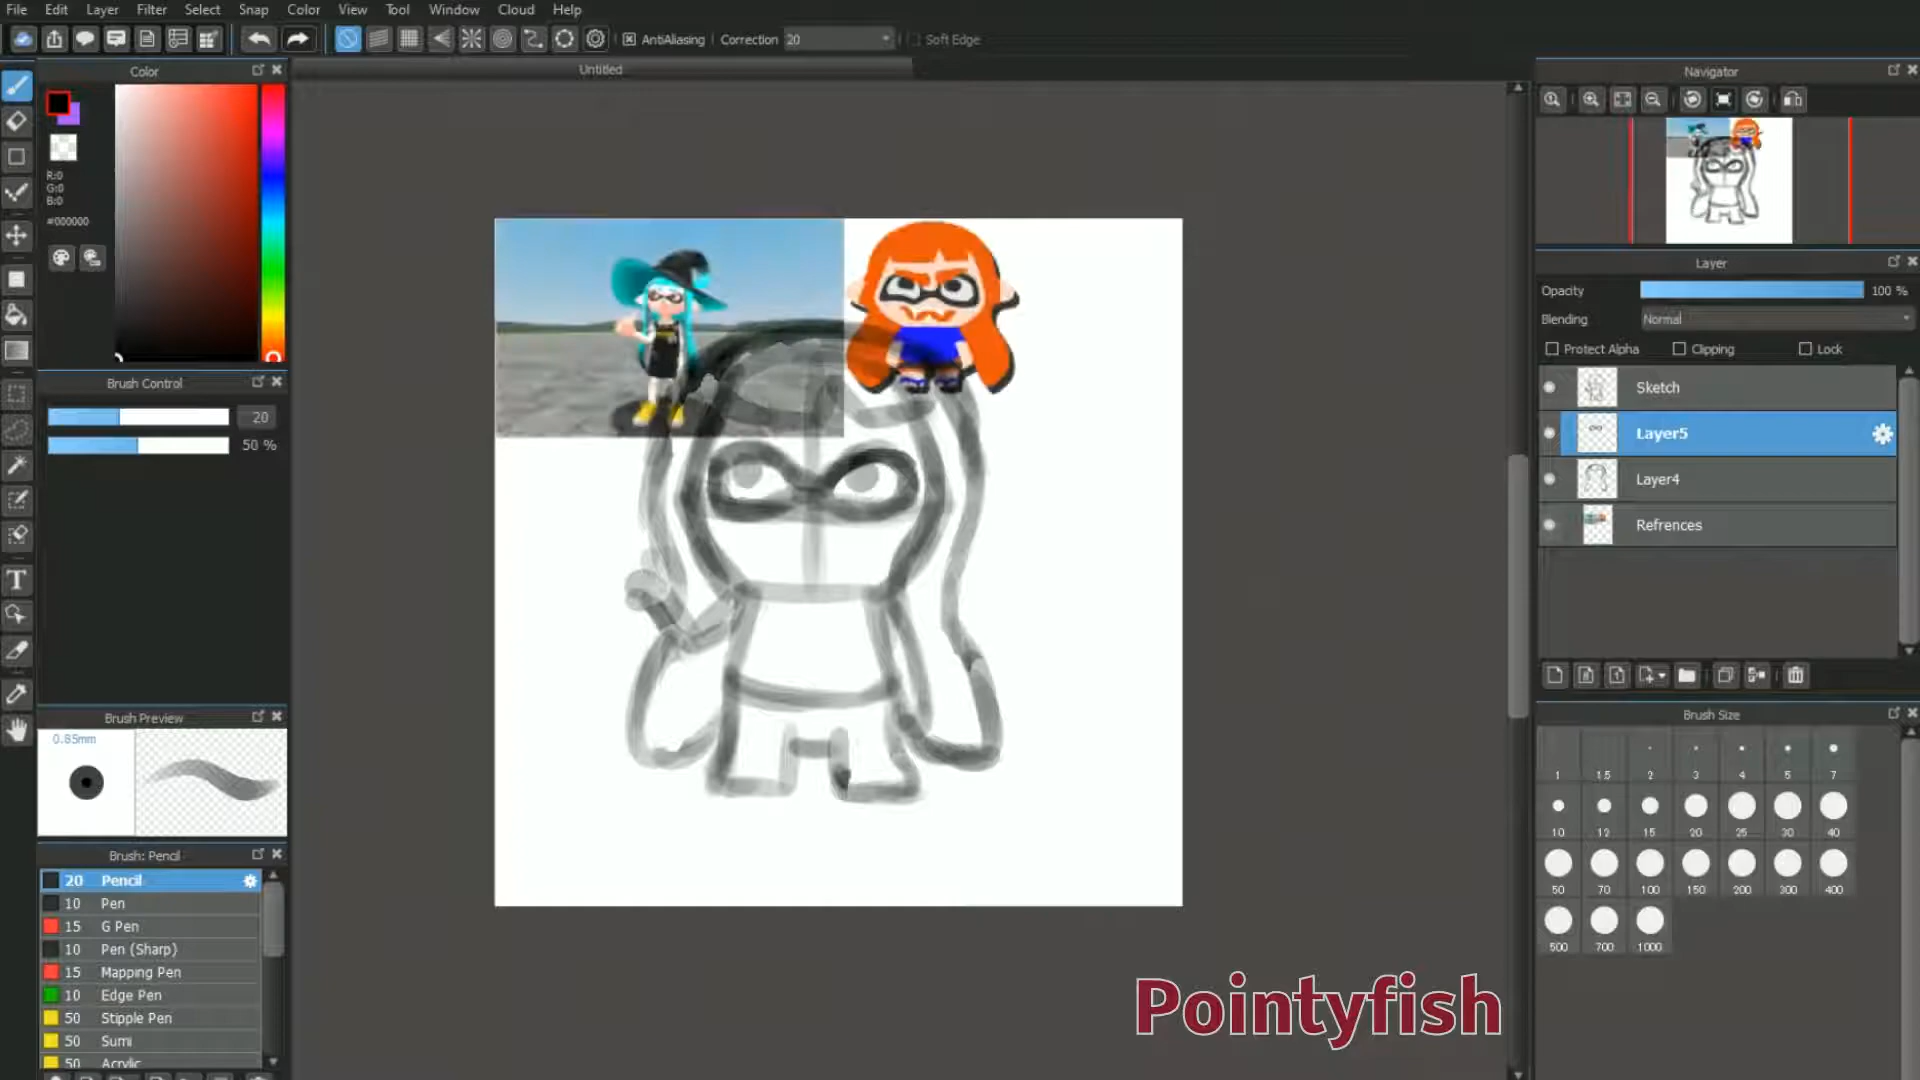 File Edit Layer Filter Select Snap Color View Tool Window Cloud Help
AntiAliasing Correction 20 Soft Edge
Color
Untitled
Navigator
R:0
G:0
B:0
#000000
Layer
Opacity 100 %
Blending Normal
Protect Alpha Clipping Lock
Sketch
Layer5
Layer4
Refrences
Brush Control
20
50 %
Brush Preview
0.85mm
Brush: Pencil
20 Pencil
10 Pen
15 G Pen
10 Pen (Sharp)
15 Mapping Pen
10 Edge Pen
50 Stipple Pen
50 Sumi
50 Acrylic
Brush Size
1 1.5 2 3 4 5 7
10 12 15 20 25 30 40
50 70 100 150 200 300 400
500 700 1000
T
Pointyfish